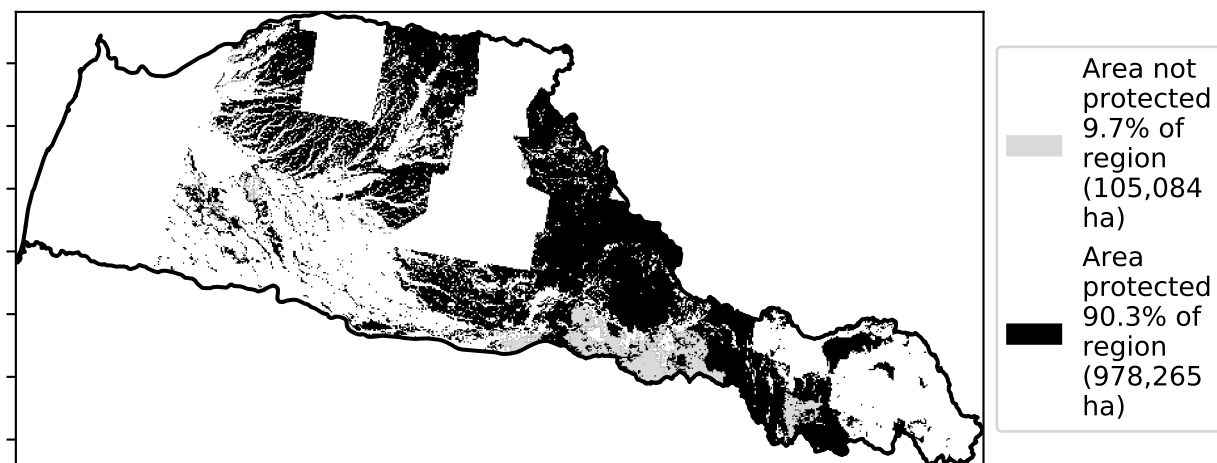 Area not
protected
9.7% of
region
(105,084
ha)
Area
protected
90.3% of
region
(978,265
ha)